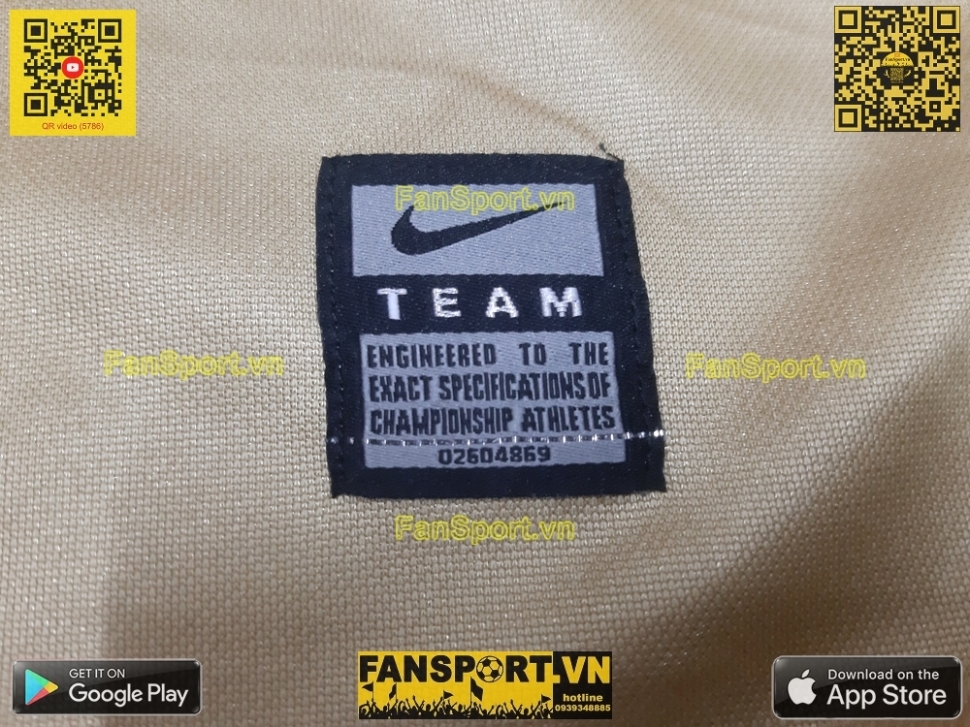 QR video (5786)
FanSport.vn
TEAM
FanSport.vn
FanSport.vn
ENGINEERED TO THE
EXACT SPECIFICATIONS OF
CHAMPIONSHIP ATHLETES
02604869
FanSport.vn
GET IT ON
Google Play
FANSPORT.VN
hotline
0939348885
Download on the
App Store